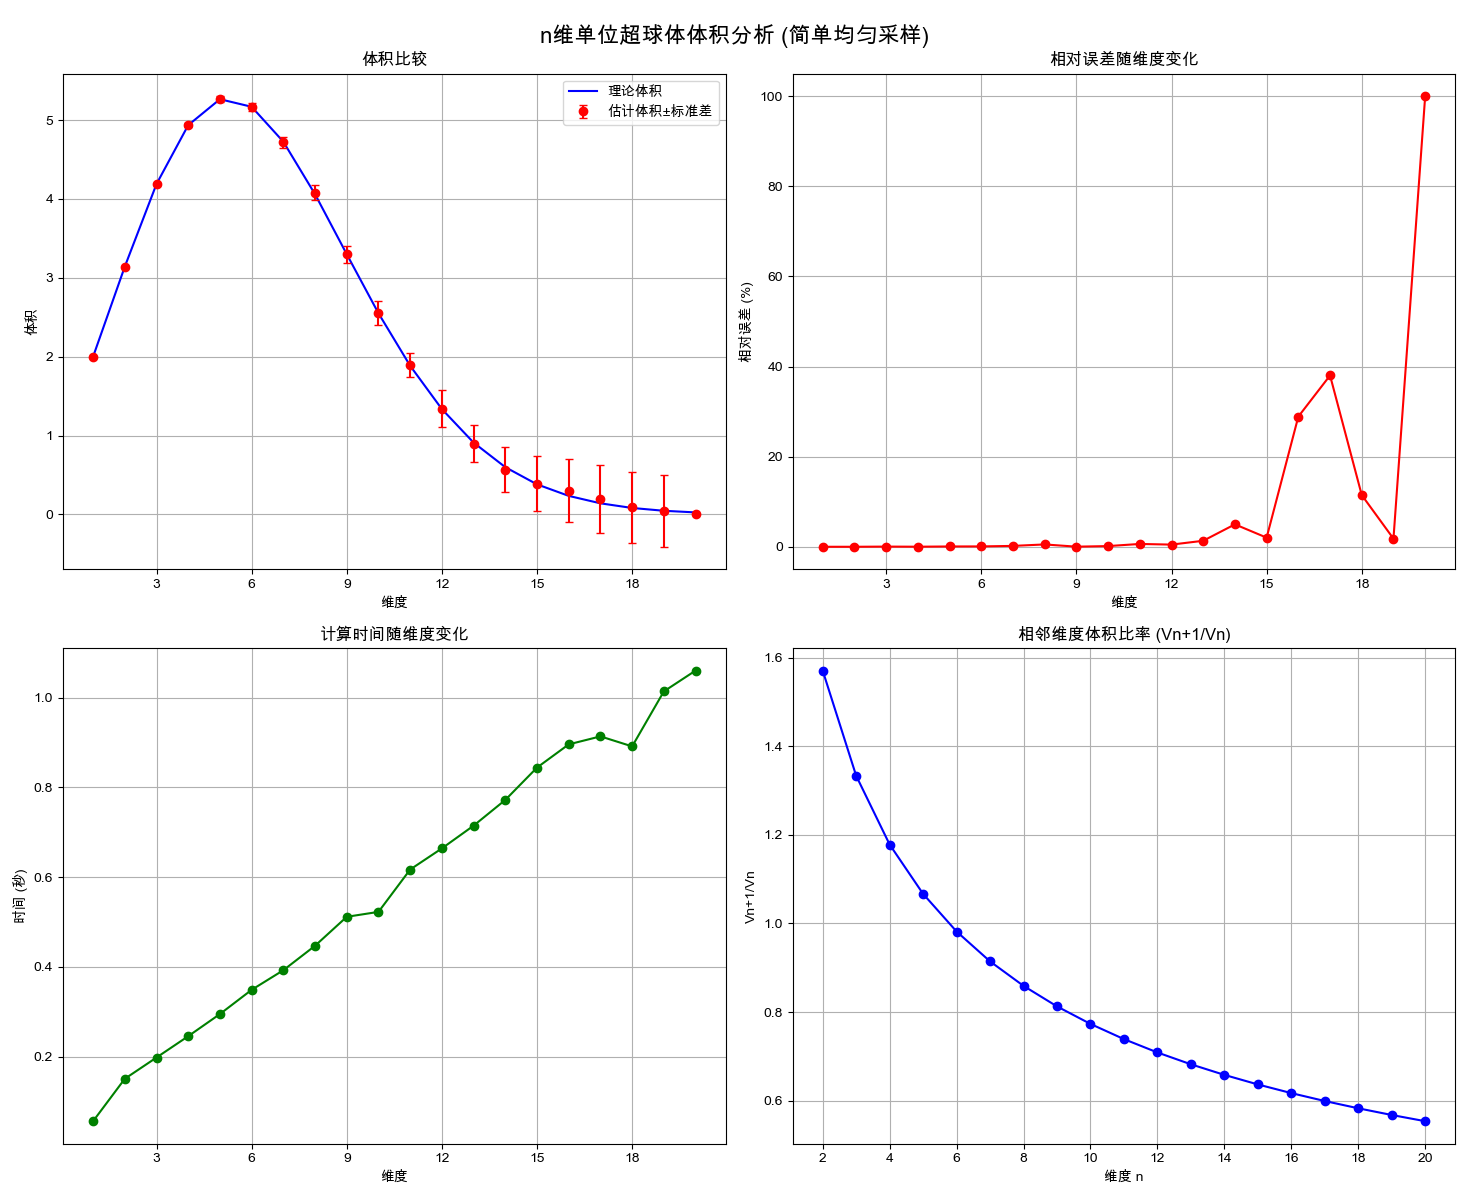 n维单位超球体体积分析 (简单均匀采样)
体积比较
理论体积
估计体积±标准差
体积
5
4
3
2
1
0
3 6 9 12 15 18
维度
相对误差随维度变化
相对误差 (%)
100
80
60
40
20
0
3 6 9 12 15 18
维度
计算时间随维度变化
时间 (秒)
1.0
0.8
0.6
0.4
0.2
3 6 9 12 15 18
维度
相邻维度体积比率 (Vn+1/Vn)
Vn+1/Vn
1.6
1.4
1.2
1.0
0.8
0.6
2 4 6 8 10 12 14 16 18 20
维度 n